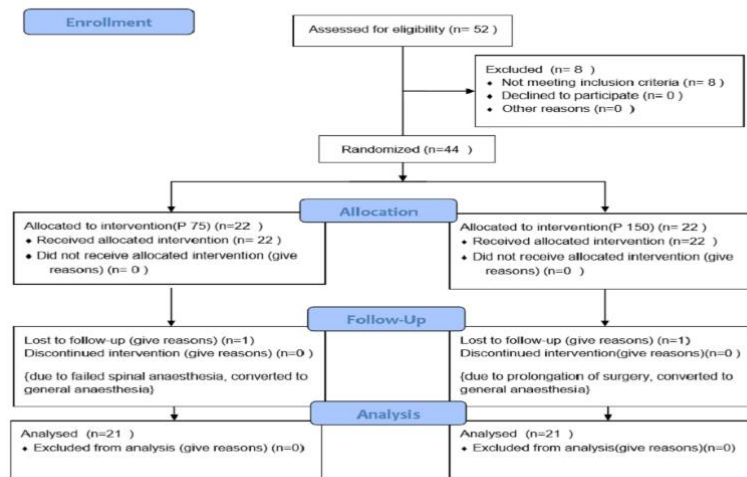 Enrollment
Assessed for eligibility (n= 52 )
Excluded (n= 8 )
♦ Not meeting inclusion criteria (n= 8 )
♦ Declined to participate (n= 0 )
♦ Other reasons (n=0 )
Randomized (n=44 )
Allocation
Allocated to intervention(P 75) (n=22 )
♦ Received allocated intervention (n= 22 )
♦ Did not receive allocated intervention (give
reasons) (n= 0 )
Allocated to intervention(P 150) (n= 22 )
♦ Received allocated intervention (n=22 )
♦ Did not receive allocated intervention (give
reasons) (n=0 )
Follow-Up
Lost to follow-up (give reasons) (n=1)
Discontinued intervention (give reasons) (n=0 )
{due to failed spinal anaesthesia, converted to
general anaesthesia}
Lost to follow-up (give reasons) (n=1)
Discontinued intervention(give reasons)(n=0 )
{due to prolongation of surgery, converted to
general anaesthesia}
Analysis
Analysed (n=21 )
♦ Excluded from analysis (give reasons) (n=0)
Analysed (n=21 )
♦ Excluded from analysis(give reasons)(n=0)